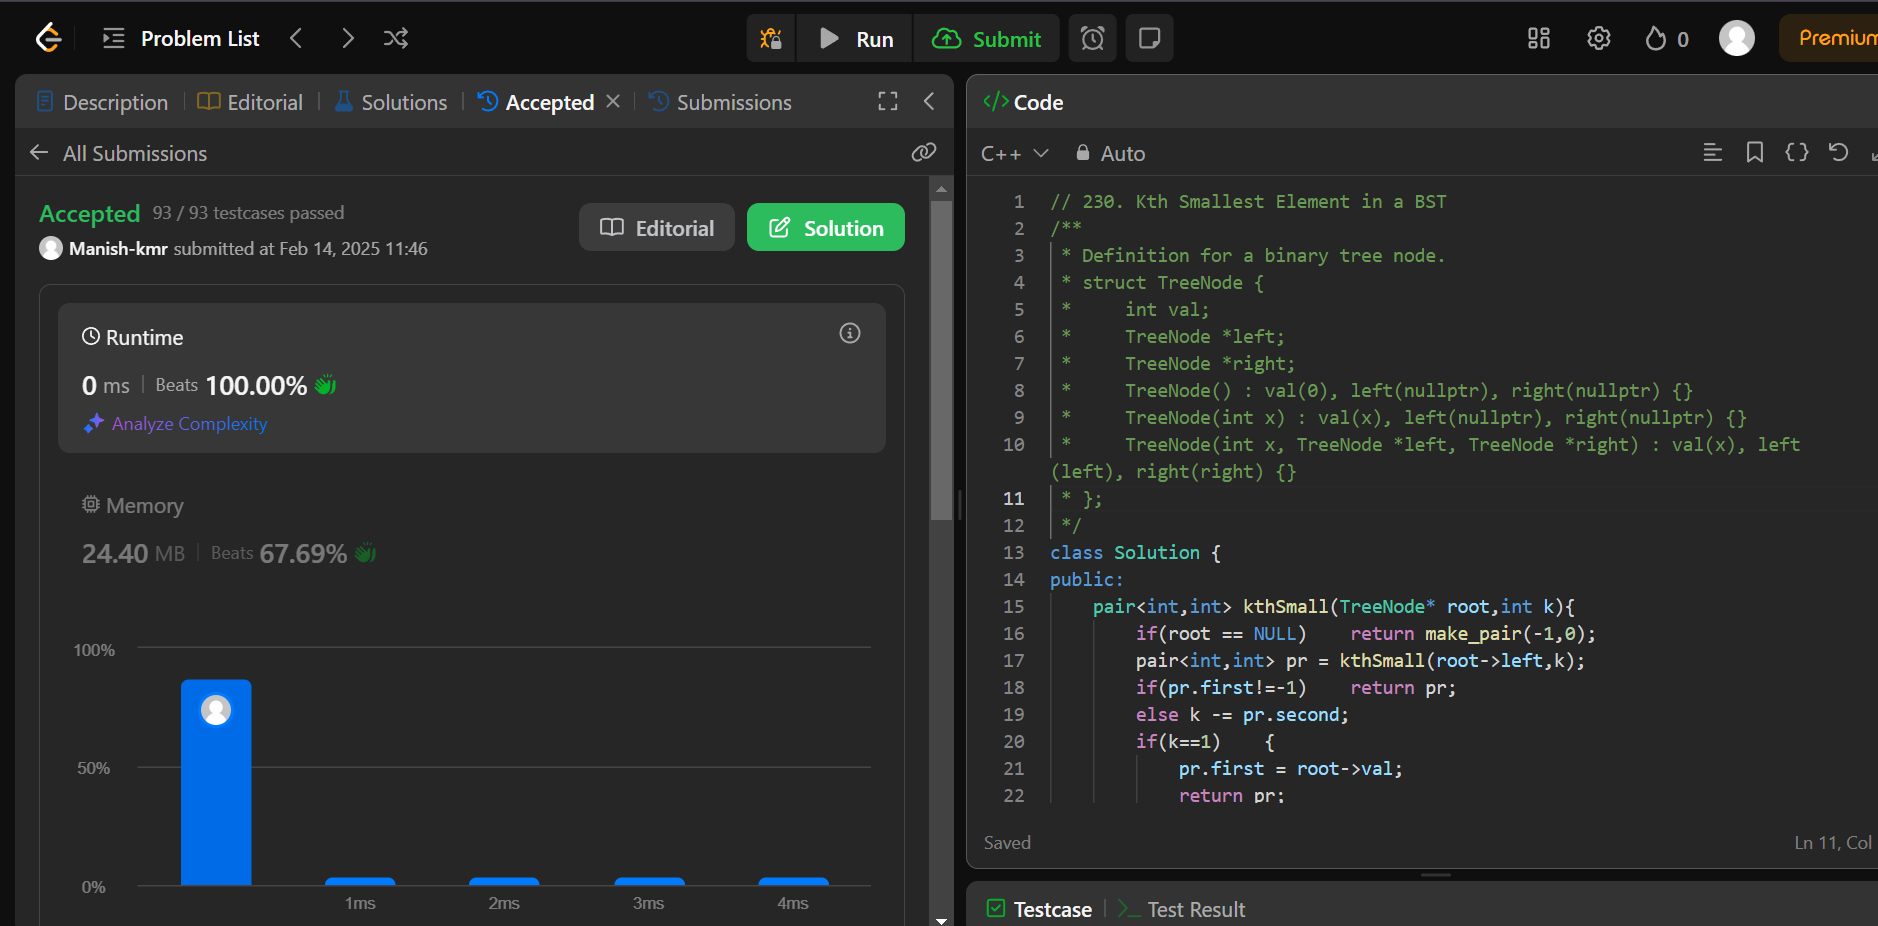 Problem List
Run
Submit
0
Premium
Description
Editorial
Solutions
Accepted
Submissions
All Submissions
Accepted 93 / 93 testcases passed
Manish-kmr submitted at Feb 14, 2025 11:46
Editorial
Solution
Runtime
0 ms Beats 100.00%
Analyze Complexity
Memory
24.40 MB Beats 67.69%
100%
50%
0%
1ms
2ms
3ms
4ms
</> Code
C++
Auto
1 // 230. Kth Smallest Element in a BST
2 /**
3 * Definition for a binary tree node.
4 * struct TreeNode {
5 *     int val;
6 *     TreeNode *left;
7 *     TreeNode *right;
8 *     TreeNode() : val(0), left(nullptr), right(nullptr) {}
9 *     TreeNode(int x) : val(x), left(nullptr), right(nullptr) {}
10 *     TreeNode(int x, TreeNode *left, TreeNode *right) : val(x), left
(left), right(right) {}
11 * };
12 */
13 class Solution {
14 public:
15     pair<int,int> kthSmall(TreeNode* root,int k){
16         if(root == NULL)    return make_pair(-1,0);
17         pair<int,int> pr = kthSmall(root->left,k);
18         if(pr.first!=-1)    return pr;
19         else k -= pr.second;
20         if(k==1)    {
21             pr.first = root->val;
22             return pr;
Saved
Ln 11, Col
Testcase
Test Result